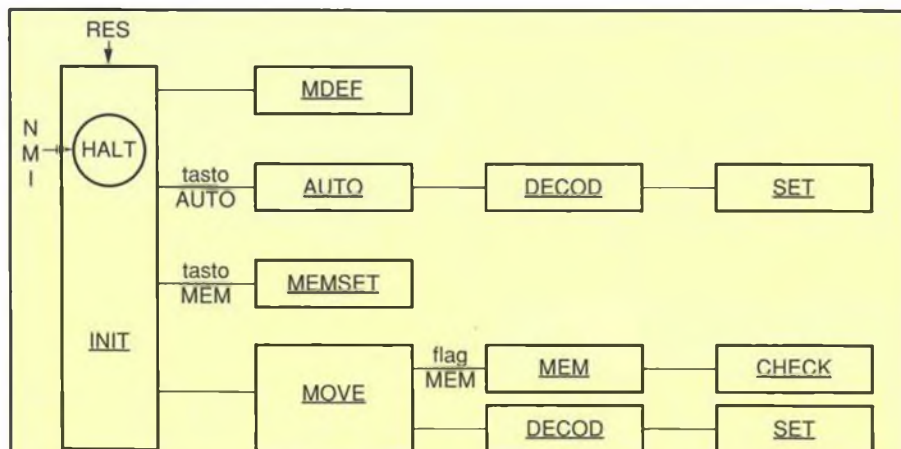 RES
MDEF
N
M
I
HALT
tasto
AUTO
AUTO
DECOD
SET
tasto
MEM
MEMSET
INIT
MOVE
flag
MEM
MEM
CHECK
DECOD
SET